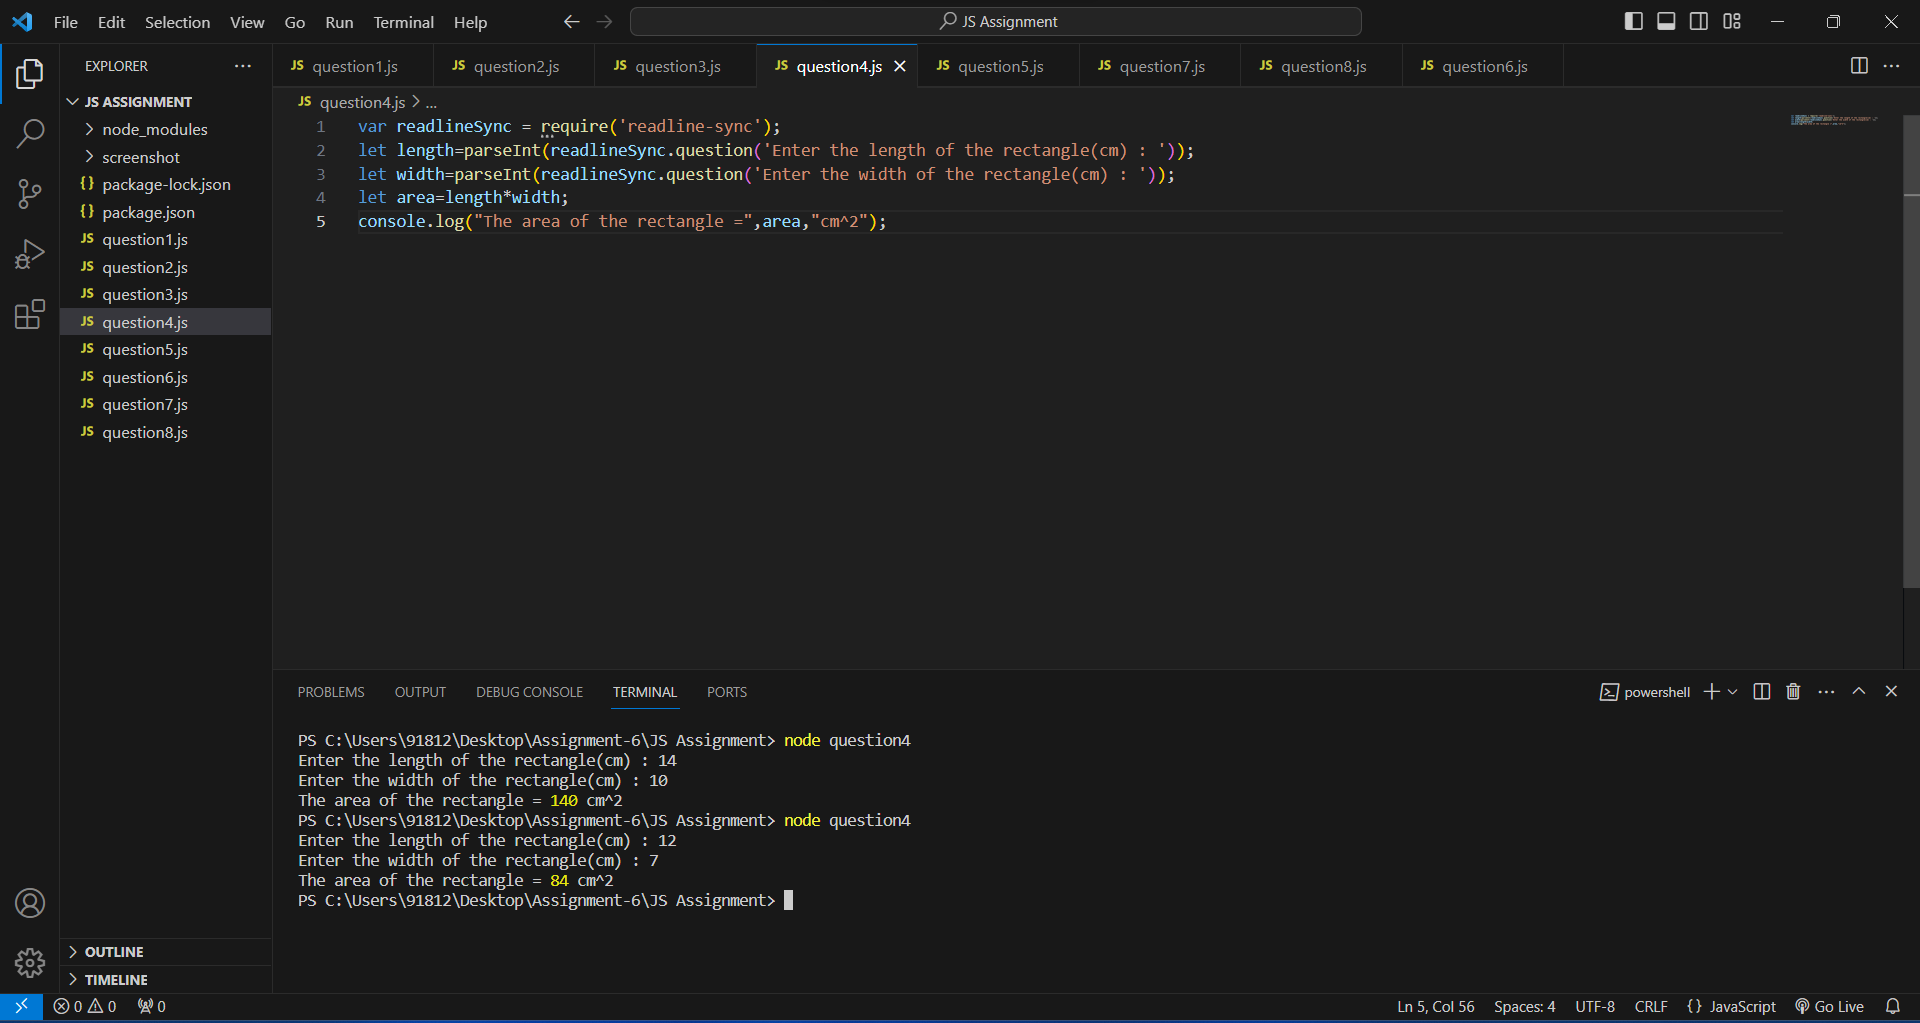 File Edit Selection View Go Run Terminal Help JS Assignment
EXPLORER
JS ASSIGNMENT
node_modules
screenshot
{} package-lock.json
{} package.json
JS question1.js
JS question2.js
JS question3.js
JS question4.js
JS question5.js
JS question6.js
JS question7.js
JS question8.js
OUTLINE
TIMELINE
JS question1.js JS question2.js JS question3.js JS question4.js JS question5.js JS question7.js JS question8.js JS question6.js
JS question4.js > ...
1 var readlineSync = require('readline-sync');
2 let length=parseInt(readlineSync.question('Enter the length of the rectangle(cm) : '));
3 let width=parseInt(readlineSync.question('Enter the width of the rectangle(cm) : '));
4 let area=length*width;
5 console.log("The area of the rectangle =",area,"cm^2");
PROBLEMS OUTPUT DEBUG CONSOLE TERMINAL PORTS powershell
PS C:\Users\91812\Desktop\Assignment-6\JS Assignment> node question4
Enter the length of the rectangle(cm) : 14
Enter the width of the rectangle(cm) : 10
The area of the rectangle = 140 cm^2
PS C:\Users\91812\Desktop\Assignment-6\JS Assignment> node question4
Enter the length of the rectangle(cm) : 12
Enter the width of the rectangle(cm) : 7
The area of the rectangle = 84 cm^2
PS C:\Users\91812\Desktop\Assignment-6\JS Assignment>
0 0 0 Ln 5, Col 56 Spaces: 4 UTF-8 CRLF {} JavaScript Go Live